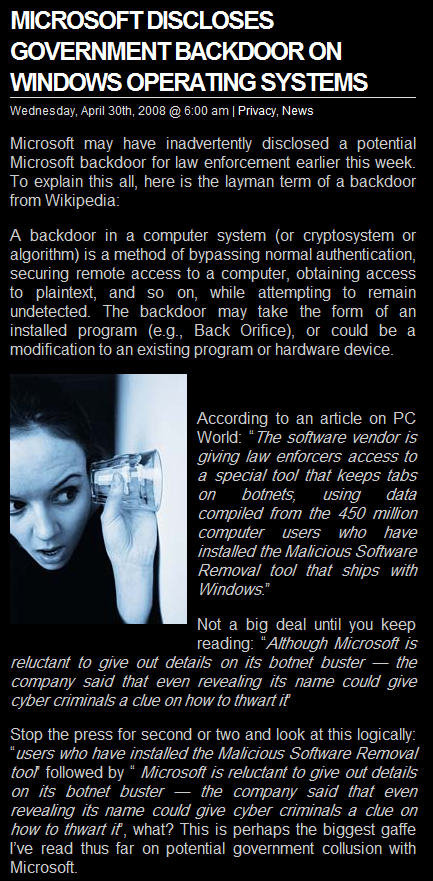 MICROSOFT DISCLOSES
GOVERNMENT BACKDOOR ON
WINDOWS OPERATING SYSTEMS
Wednesday, April 30th, 2008 @ 6:00 am | Privacy, News
Microsoft may have inadvertently disclosed a potential
Microsoft backdoor for law enforcement earlier this week.
To explain this all, here is the layman term of a backdoor
from Wikipedia:
A backdoor in a computer system (or cryptosystem or
algorithm) is a method of bypassing normal authentication,
securing remote access to a computer, obtaining access
to plaintext, and so on, while attempting to remain
undetected. The backdoor may take the form of an
installed program (e.g., Back Orifice), or could be a
modification to an existing program or hardware device.
According to an article on PC
World: “The software vendor is
giving law enforcers access to
a special tool that keeps tabs
on botnets, using data
compiled from the 450 million
computer users who have
installed the Malicious Software
Removal tool that ships with
Windows.”
Not a big deal until you keep
reading: “Although Microsoft is
reluctant to give out details on its botnet buster — the
company said that even revealing its name could give
cyber criminals a clue on how to thwart it”
Stop the press for second or two and look at this logically:
“users who have installed the Malicious Software Removal
tool” followed by “ Microsoft is reluctant to give out details
on its botnet buster — the company said that even
revealing its name could give cyber criminals a clue on
how to thwart it”, what? This is perhaps the biggest gaffe
I’ve read thus far on potential government collusion with
Microsoft.